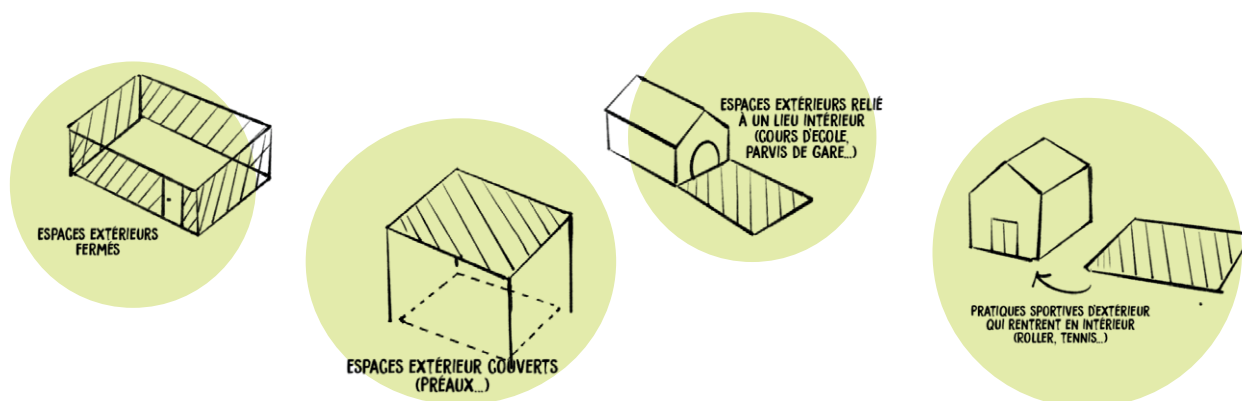 ESPACES EXTÉRIEURS
FERMÉS
ESPACES EXTÉRIEUR COUVERTS
(PRÉAUX...)
ESPACES EXTÉRIEURS RELIÉ
À UN LIEU INTÉRIEUR
(COURS D'ECOLE,
PARVIS DE GARE...)
PRATIQUES SPORTIVES D'EXTÉRIEUR
QUI RENTRENT EN INTÉRIEUR
(ROLLER, TENNIS...)